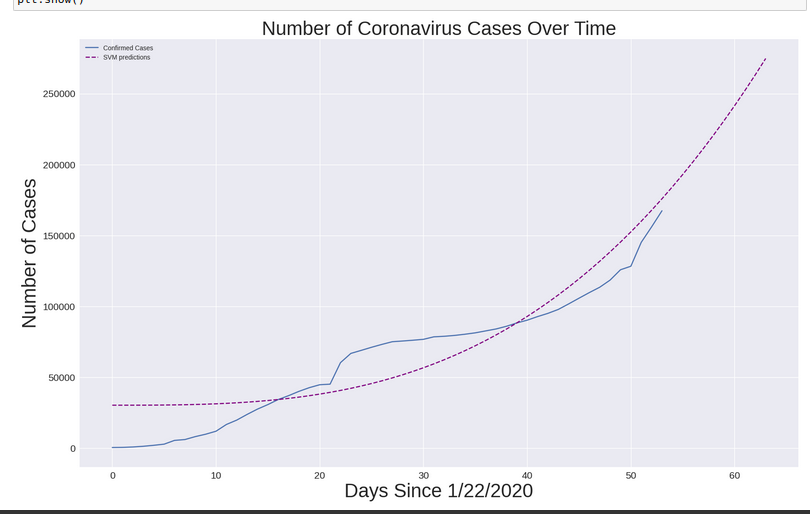 plt.show()
Number of Coronavirus Cases Over Time
Confirmed Cases
SVM predictions
250000
200000
150000
100000
50000
0
Number of Cases
0 10 20 30 40 50 60
Days Since 1/22/2020